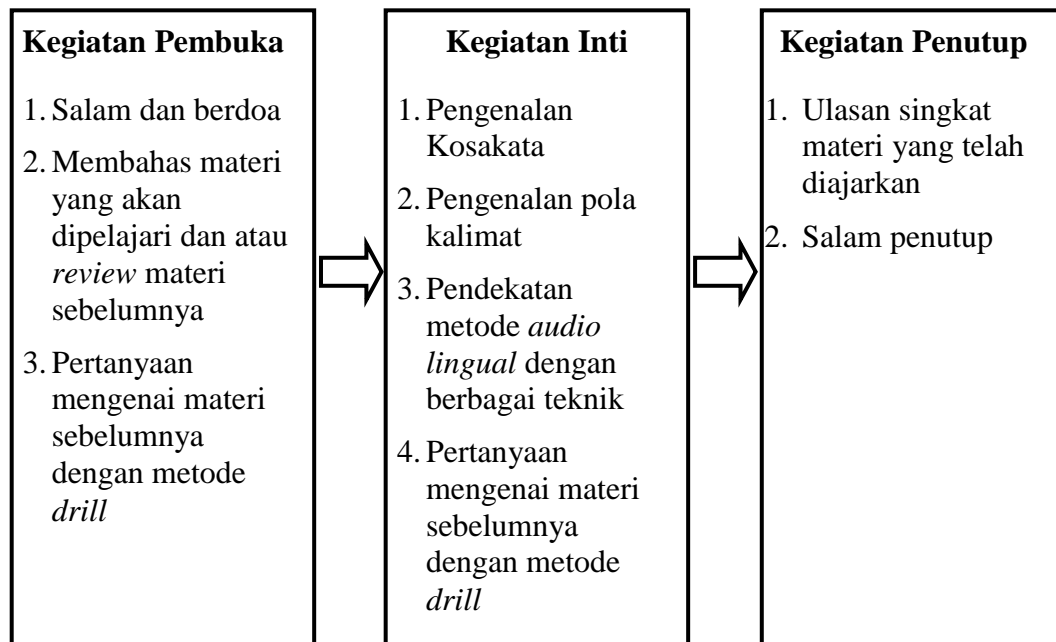 Kegiatan Pembuka
1. Salam dan berdoa
2. Membahas materi
yang akan
dipelajari dan atau
review materi
sebelumnya
3. Pertanyaan
mengenai materi
sebelumnya
dengan metode
drill
Kegiatan Inti
1. Pengenalan
Kosakata
2. Pengenalan pola
kalimat
3. Pendekatan
metode audio
lingual dengan
berbagai teknik
4. Pertanyaan
mengenai materi
sebelumnya
dengan metode
drill
Kegiatan Penutup
1. Ulasan singkat
materi yang telah
diajarkan
2. Salam penutup